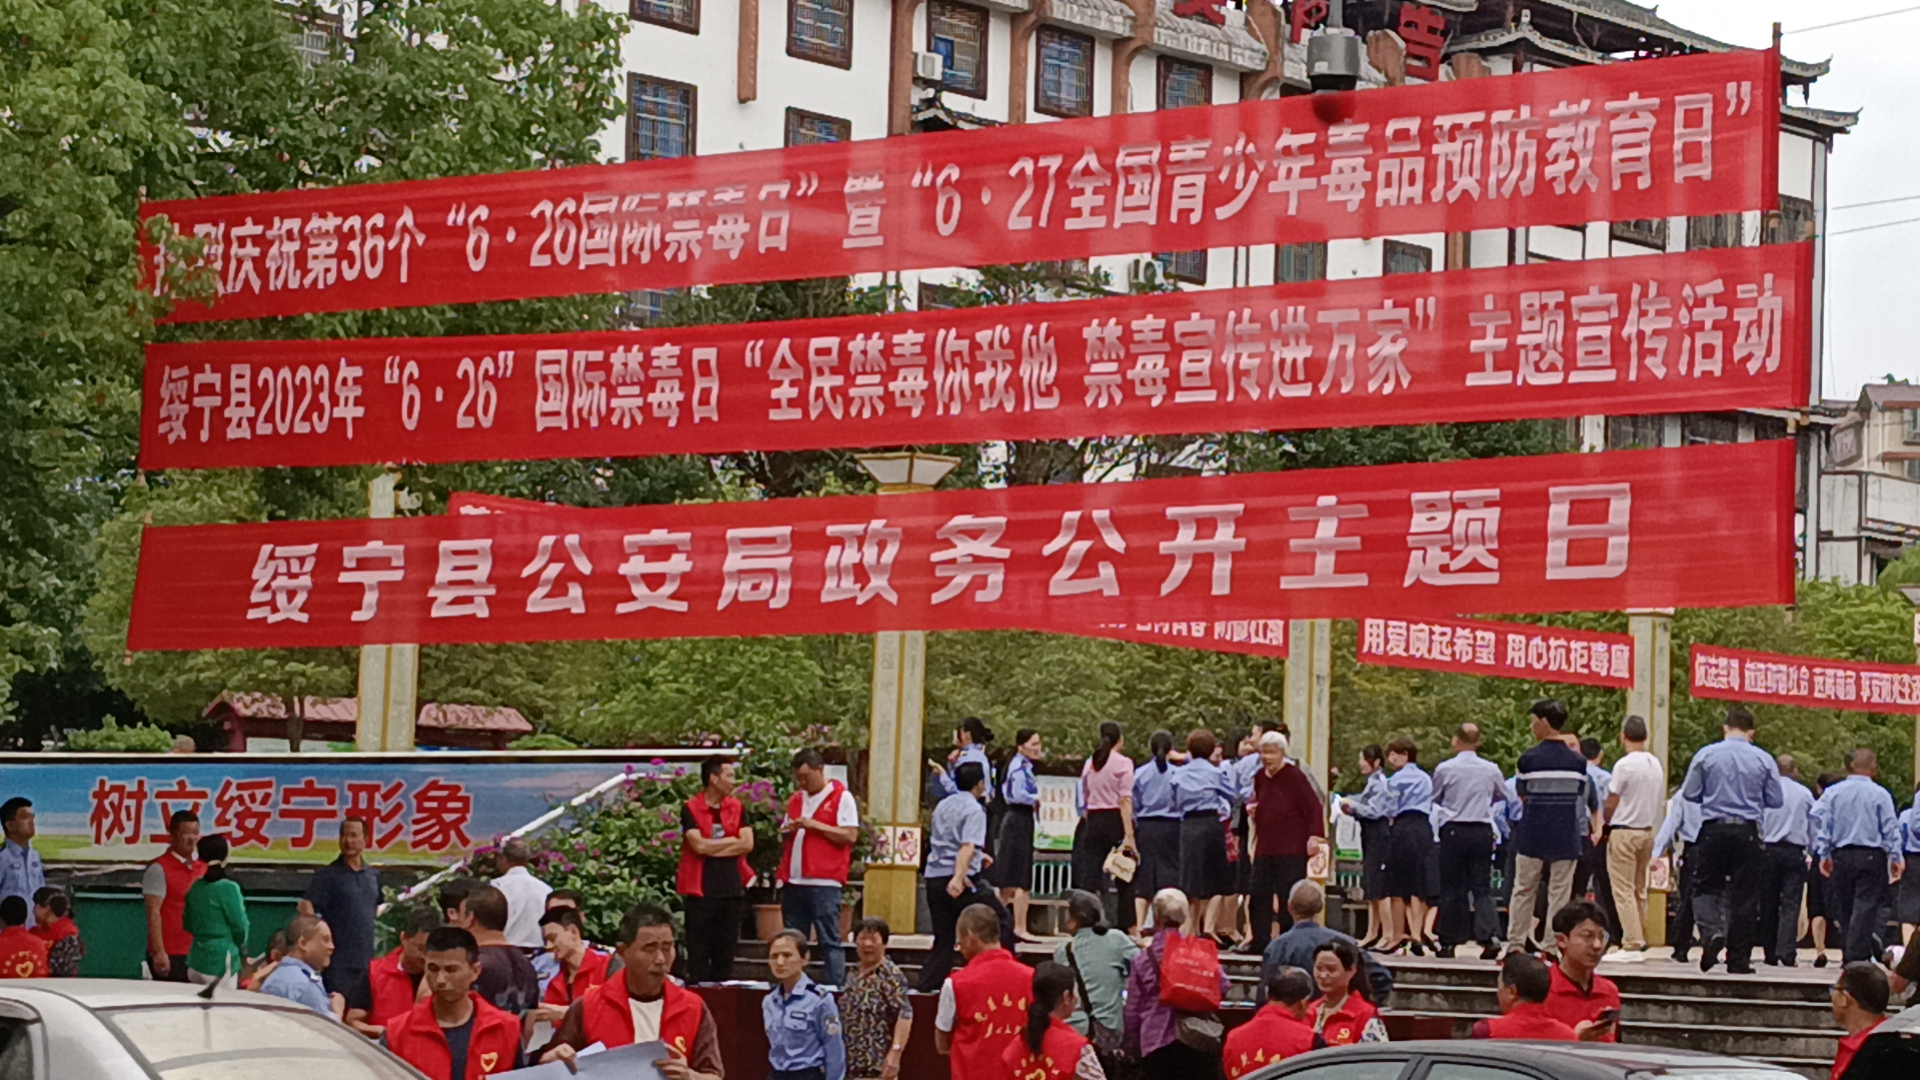 热烈庆祝第36个“6·26国际禁毒日”暨“6·27全国青少年毒品预防教育日”
绥宁县2023年“6·26”国际禁毒日“全民禁毒你我他 禁毒宣传进万家”主题宣传活动
绥宁县公安局政务公开主题日
用爱唤起希望 用心抗拒毒魔
树立绥宁形象